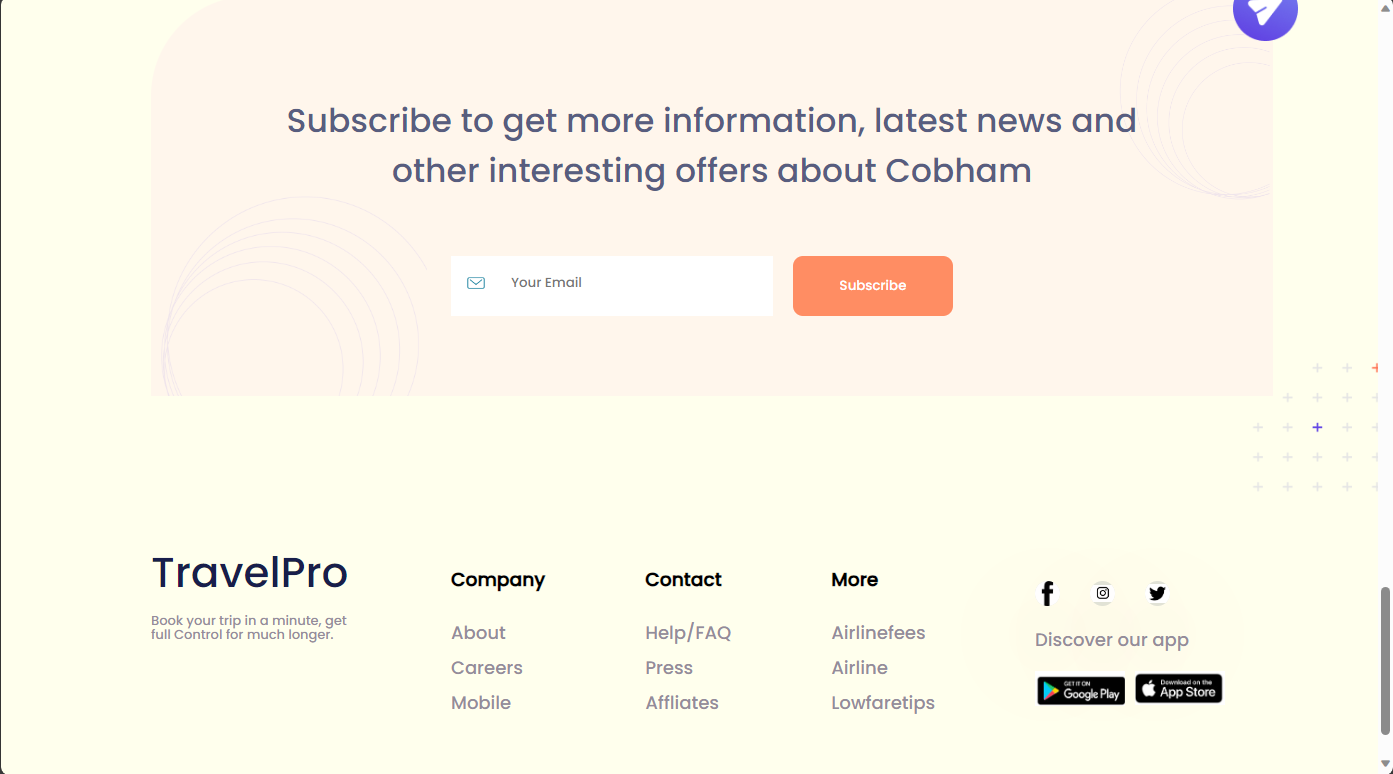 Subscribe to get more information, latest news and
other interesting offers about Cobham
Your Email
Subscribe
TravelPro
Book your trip in a minute, get
full Control for much longer.
Company
About
Careers
Mobile
Contact
Help/FAQ
Press
Affliates
More
Airlinefees
Airline
Lowfaretips
Discover our app
GET IT ON
Google Play
Download on the
App Store